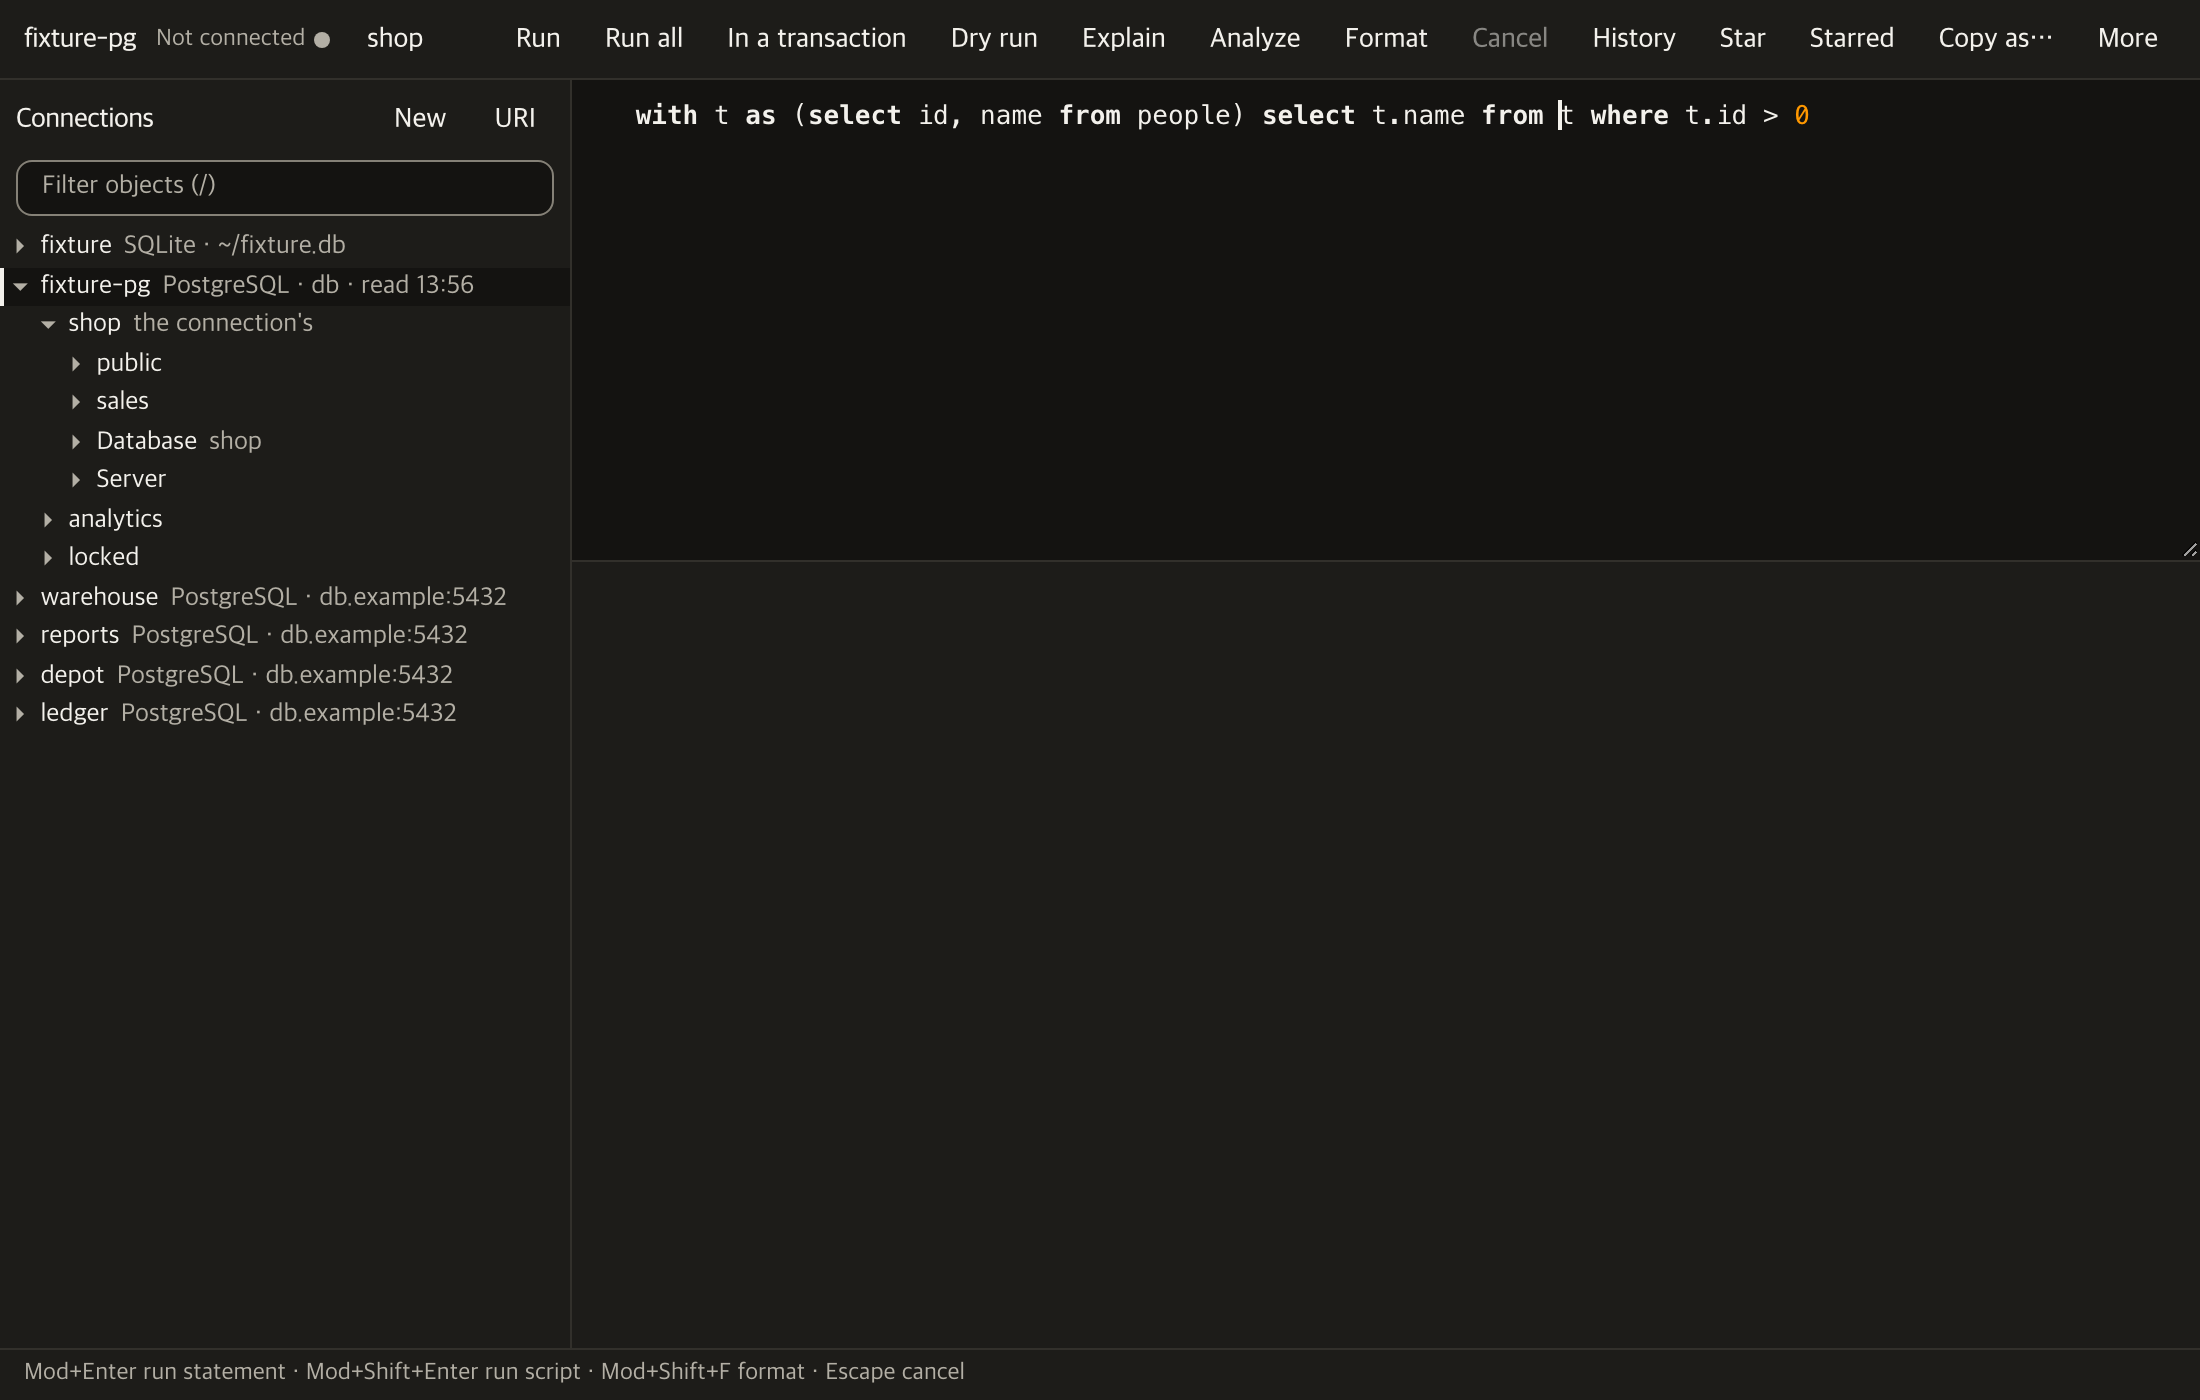 fixture-pg Not connected shop Run Run all In a transaction Dry run Explain Analyze Format Cancel History Star Starred Copy as··· More
Connections New URI
Filter objects (/)
fixture SQLite · ~/fixture.db
fixture-pg PostgreSQL · db · read 13:56
shop the connection's
public
sales
Database shop
Server
analytics
locked
warehouse PostgreSQL · db.example:5432
reports PostgreSQL · db.example:5432
depot PostgreSQL · db.example:5432
ledger PostgreSQL · db.example:5432
with t as (select id, name from people) select t.name from t where t.id > 0
Mod+Enter run statement · Mod+Shift+Enter run script · Mod+Shift+F format · Escape cancel